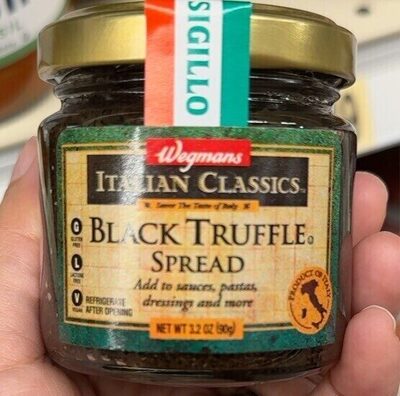 SIGILLO
Wegmans
ITALIAN CLASSICS
Savor The Taste of Italy
BLACK TRUFFLE
SPREAD
Add to sauces, pastas,
dressings and more
G
GLUTEN
FREE
L
LACTOSE
FREE
V
VEGAN
REFRIGERATE
AFTER OPENING
NET WT 3.2 OZ (90g)
PRODUCT OF ITALY